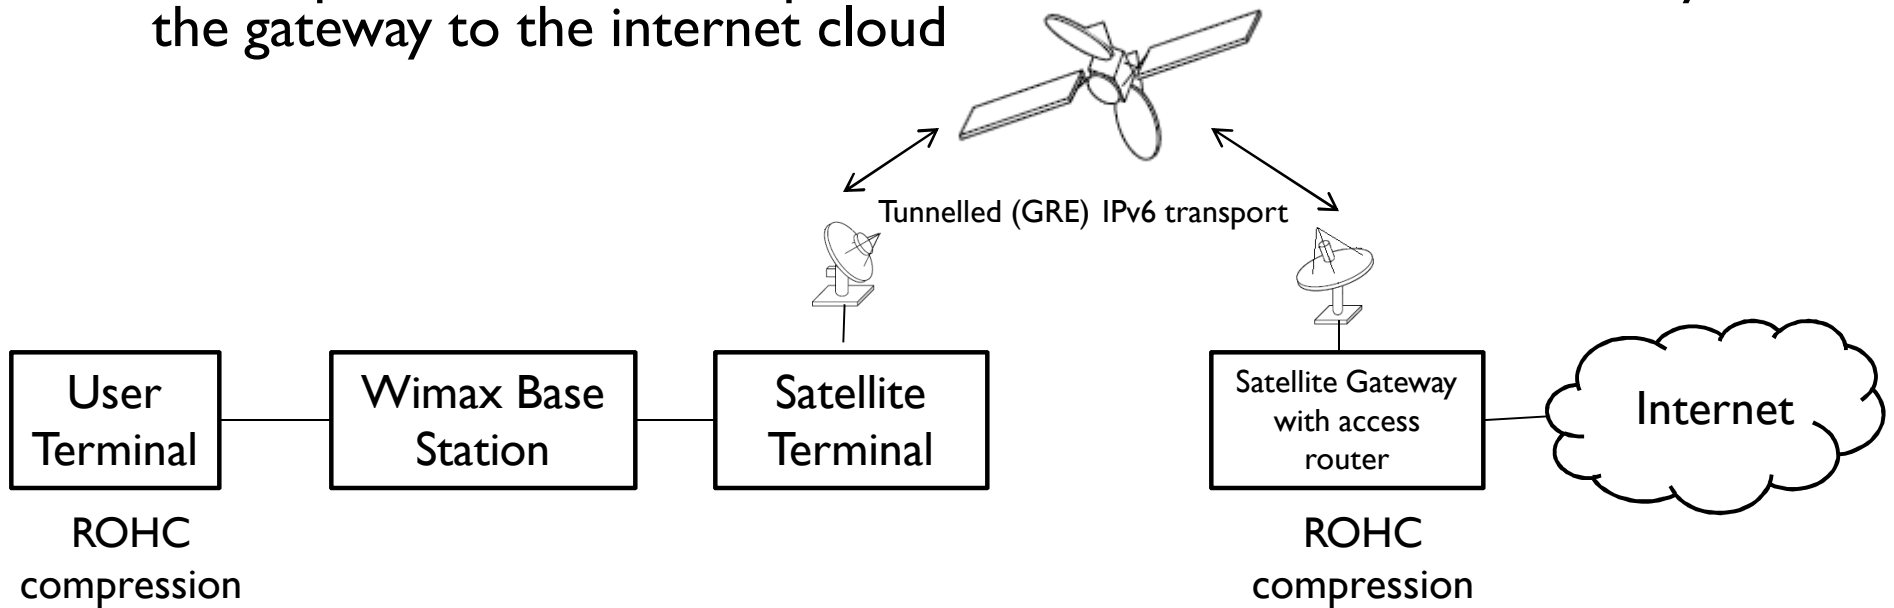 the gateway to the internet cloud
Tunnelled (GRE) IPv6 transport
User
Terminal
Wimax Base
Station
Satellite
Terminal
Satellite Gateway
with access
router
Internet
ROHC
compression
ROHC
compression